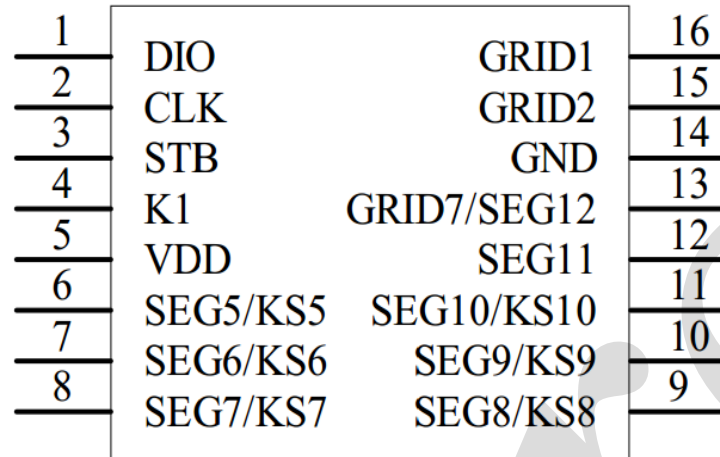 1 DIO GRID1 16
2 CLK GRID2 15
3 STB GND 14
4 K1 GRID7/SEG12 13
5 VDD SEG11 12
6 SEG5/KS5 SEG10/KS10 11
7 SEG6/KS6 SEG9/KS9 10
8 SEG7/KS7 SEG8/KS8 9